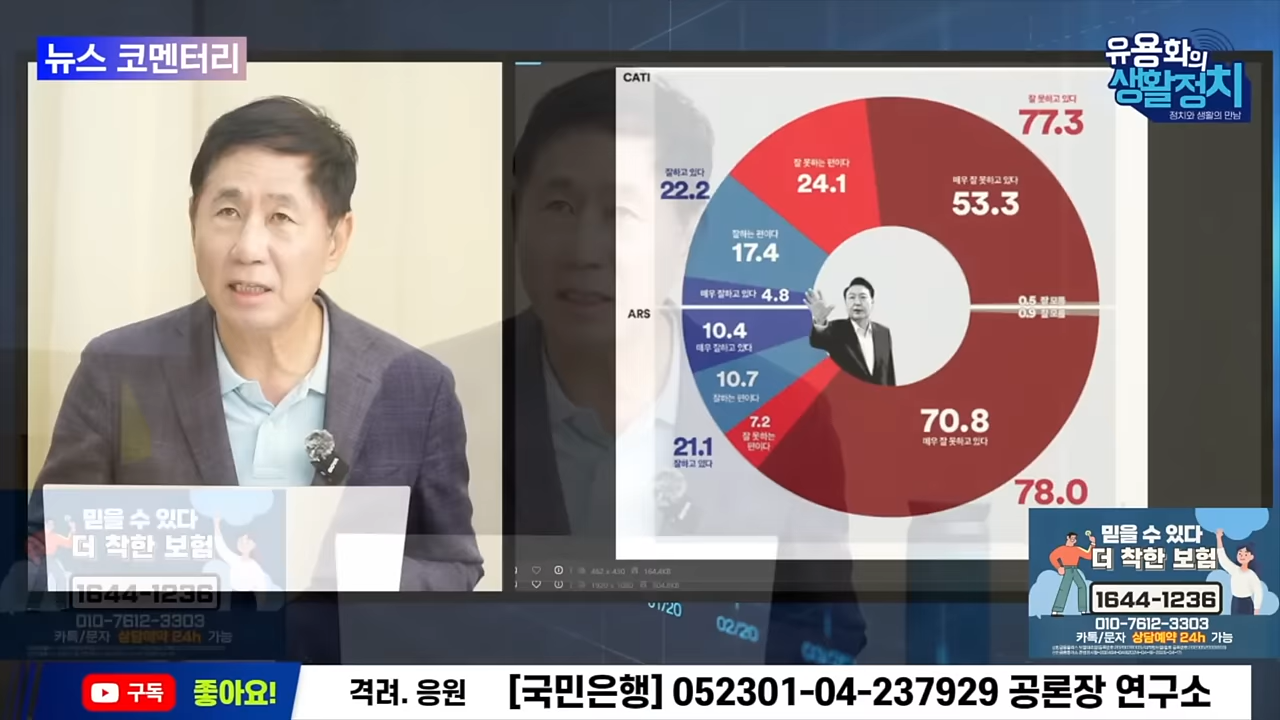 뉴스 코멘터리
유용화의
생활정치
정치와 생활의 만남
CATI
잘 못하고 있다
77.3
잘하고 있다
22.2
잘 못하는 편이다
24.1
매우 잘 못하고 있다
53.3
잘하는 편이다
17.4
매우 잘하고 있다 4.8
0.5 잘 모름
0.9 잘 모름
ARS
10.4
매우 잘하고 있다
10.7
잘하는 편이다
7.2
잘 못하는
편이다
70.8
매우 잘 못하고 있다
21.1
잘하고 있다
78.0
믿을 수 있다
더 착한 보험
1644-1236
010-7612-3303
카톡/문자 상담예약 24h 가능
믿을 수 있다
더 착한 보험
1644-1236
010-7612-3303
카톡/문자 상담예약 24h 가능
01/20
02/20
구독
좋아요!
격려. 응원
[국민은행] 052301-04-237929 공론장 연구소